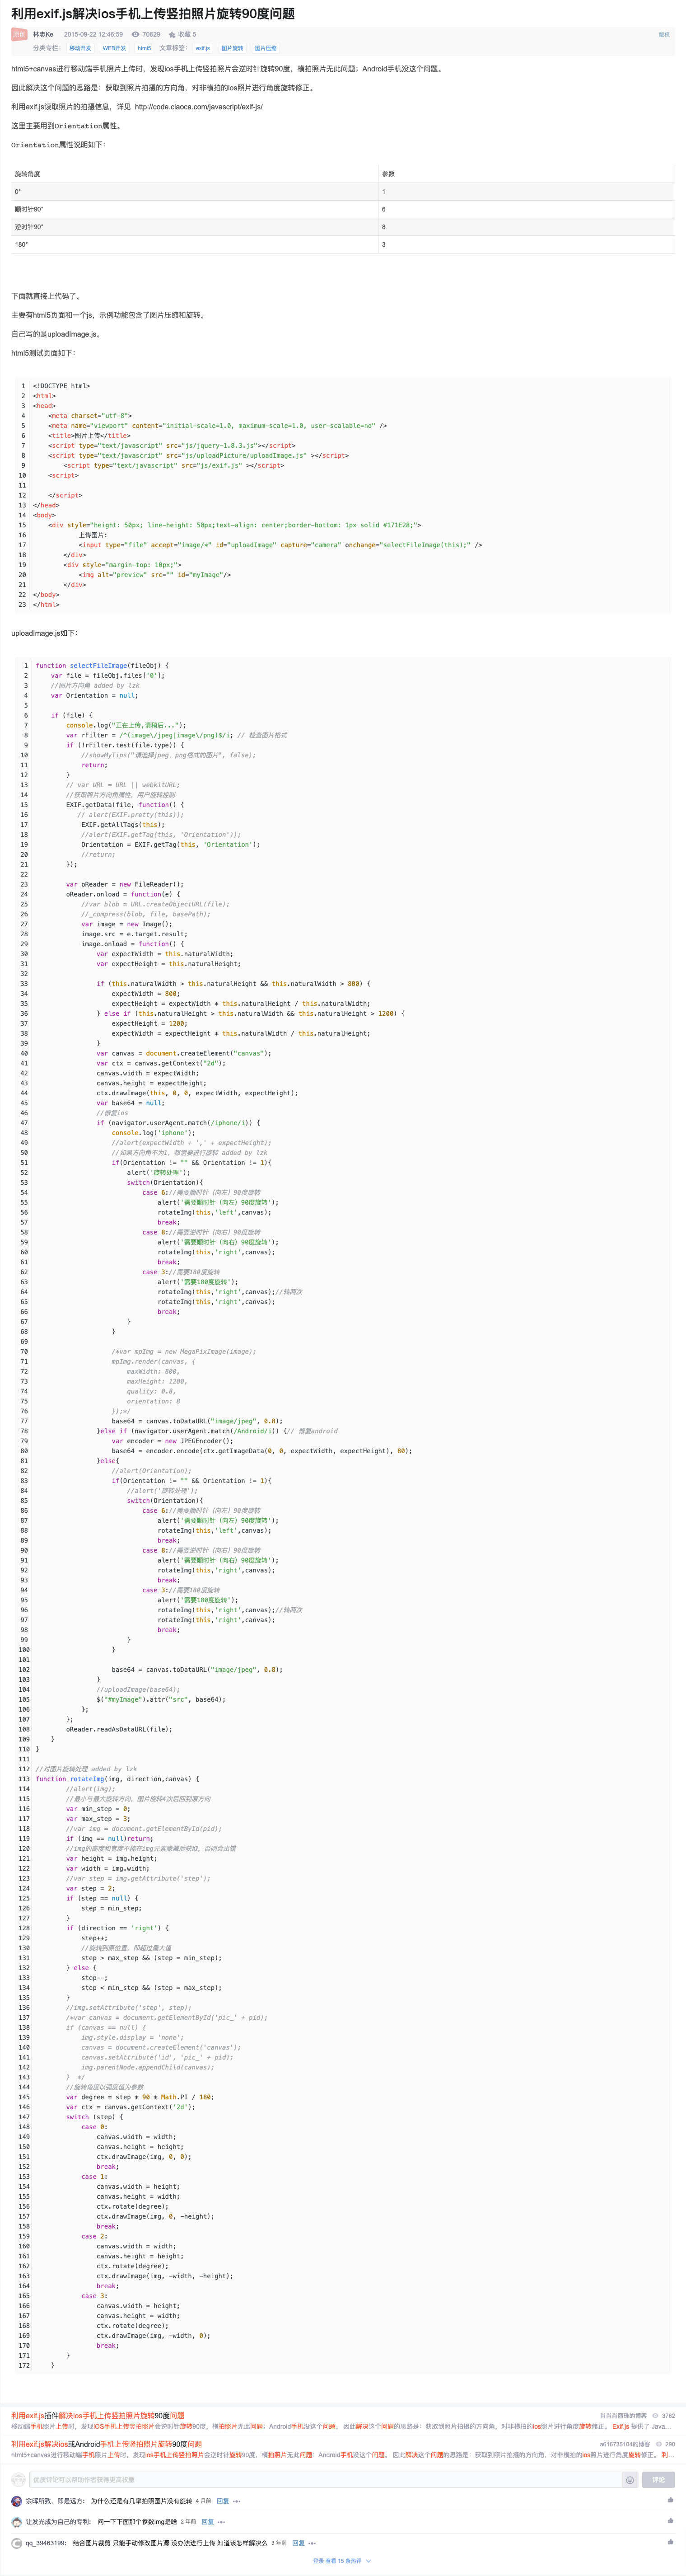 利用exif.js解决ios手机上传竖拍照片旋转90度问题
原创 林志Ke 2015-09-22 12:46:59 70629 收藏 5 版权
分类专栏: 移动开发 WEB开发 html5 文章标签: exif.js 图片旋转 图片压缩
html5+canvas进行移动端手机照片上传时，发现ios手机上传竖拍照片会逆时针旋转90度，横拍照片无此问题；Android手机没这个问题。
因此解决这个问题的思路是：获取到照片拍摄的方向角，对非横拍的ios照片进行角度旋转修正。
利用exif.js读取照片的拍摄信息，详见 http://code.ciaoca.com/javascript/exif-js/
这里主要用到Orientation属性。
Orientation属性说明如下：
旋转角度 参数
0° 1
顺时针90° 6
逆时针90° 8
180° 3
下面就直接上代码了。
主要有html5页面和一个js，示例功能包含了图片压缩和旋转。
自己写的是uploadImage.js。
html5测试页面如下：
1 <!DOCTYPE html>
2 <html>
3 <head>
4 <meta charset="utf-8">
5 <meta name="viewport" content="initial-scale=1.0, maximum-scale=1.0, user-scalable=no" />
6 <title>图片上传</title>
7 <script type="text/javascript" src="js/jquery-1.8.3.js"></script>
8 <script type="text/javascript" src="js/uploadPicture/uploadImage.js" ></script>
9 <script type="text/javascript" src="js/exif.js" ></script>
10 <script>
11
12 </script>
13 </head>
14 <body>
15 <div style="height: 50px; line-height: 50px;text-align: center;border-bottom: 1px solid #171E28;">
16 上传图片:
17 <input type="file" accept="image/*" id="uploadImage" capture="camera" onchange="selectFileImage(this);" />
18 </div>
19 <div style="margin-top: 10px;">
20 <img alt="preview" src="" id="myImage"/>
21 </div>
22 </body>
23 </html>
uploadImage.js如下：
1 function selectFileImage(fileObj) {
2 var file = fileObj.files['0'];
3 //图片方向角 added by lzk
4 var Orientation = null;
5
6 if (file) {
7 console.log("正在上传,请稍后...");
8 var rFilter = /^(image\/jpeg|image\/png)$/i; // 检查图片格式
9 if (!rFilter.test(file.type)) {
10 //showMyTips("请选择jpeg、png格式的图片", false);
11 return;
12 }
13 // var URL = URL || webkitURL;
14 //获取照片方向角属性，用户旋转控制
15 EXIF.getData(file, function() {
16 // alert(EXIF.pretty(this));
17 EXIF.getAllTags(this);
18 //alert(EXIF.getTag(this, 'Orientation'));
19 Orientation = EXIF.getTag(this, 'Orientation');
20 //return;
21 });
22
23 var oReader = new FileReader();
24 oReader.onload = function(e) {
25 //var blob = URL.createObjectURL(file);
26 //_compress(blob, file, basePath);
27 var image = new Image();
28 image.src = e.target.result;
29 image.onload = function() {
30 var expectWidth = this.naturalWidth;
31 var expectHeight = this.naturalHeight;
32
33 if (this.naturalWidth > this.naturalHeight && this.naturalWidth > 800) {
34 expectWidth = 800;
35 expectHeight = expectWidth * this.naturalHeight / this.naturalWidth;
36 } else if (this.naturalHeight > this.naturalWidth && this.naturalHeight > 1200) {
37 expectHeight = 1200;
38 expectWidth = expectHeight * this.naturalWidth / this.naturalHeight;
39 }
40 var canvas = document.createElement("canvas");
41 var ctx = canvas.getContext("2d");
42 canvas.width = expectWidth;
43 canvas.height = expectHeight;
44 ctx.drawImage(this, 0, 0, expectWidth, expectHeight);
45 var base64 = null;
46 //修复ios
47 if (navigator.userAgent.match(/iphone/i)) {
48 console.log('iphone');
49 //alert(expectWidth + ',' + expectHeight);
50 //如果方向角不为1，都需要进行旋转 added by lzk
51 if(Orientation != "" && Orientation != 1){
52 alert('旋转处理');
53 switch(Orientation){
54 case 6://需要顺时针（向左）90度旋转
55 alert('需要顺时针（向左）90度旋转');
56 rotateImg(this,'left',canvas);
57 break;
58 case 8://需要逆时针（向右）90度旋转
59 alert('需要顺时针（向右）90度旋转');
60 rotateImg(this,'right',canvas);
61 break;
62 case 3://需要180度旋转
63 alert('需要180度旋转');
64 rotateImg(this,'right',canvas);//转两次
65 rotateImg(this,'right',canvas);
66 break;
67 }
68 }
69
70 /*var mpImg = new MegaPixImage(image);
71 mpImg.render(canvas, {
72 maxWidth: 800,
73 maxHeight: 1200,
74 quality: 0.8,
75 orientation: 8
76 });*/
77 base64 = canvas.toDataURL("image/jpeg", 0.8);
78 }else if (navigator.userAgent.match(/Android/i)) {// 修复android
79 var encoder = new JPEGEncoder();
80 base64 = encoder.encode(ctx.getImageData(0, 0, expectWidth, expectHeight), 80);
81 }else{
82 //alert(Orientation);
83 if(Orientation != "" && Orientation != 1){
84 //alert('旋转处理');
85 switch(Orientation){
86 case 6://需要顺时针（向左）90度旋转
87 alert('需要顺时针（向左）90度旋转');
88 rotateImg(this,'left',canvas);
89 break;
90 case 8://需要逆时针（向右）90度旋转
91 alert('需要顺时针（向右）90度旋转');
92 rotateImg(this,'right',canvas);
93 break;
94 case 3://需要180度旋转
95 alert('需要180度旋转');
96 rotateImg(this,'right',canvas);//转两次
97 rotateImg(this,'right',canvas);
98 break;
99 }
100 }
101
102 base64 = canvas.toDataURL("image/jpeg", 0.8);
103 }
104 //uploadImage(base64);
105 $("#myImage").attr("src", base64);
106 };
107 };
108 oReader.readAsDataURL(file);
109 }
110 }
111
112 //对图片旋转处理 added by lzk
113 function rotateImg(img, direction,canvas) {
114 //alert(img);
115 //最小与最大旋转方向，图片旋转4次后回到原方向
116 var min_step = 0;
117 var max_step = 3;
118 //var img = document.getElementById(pid);
119 if (img == null)return;
120 //img的高度和宽度不能在img元素隐藏后获取，否则会出错
121 var height = img.height;
122 var width = img.width;
123 //var step = img.getAttribute('step');
124 var step = 2;
125 if (step == null) {
126 step = min_step;
127 }
128 if (direction == 'right') {
129 step++;
130 //旋转到原位置，即超过最大值
131 step > max_step && (step = min_step);
132 } else {
133 step--;
134 step < min_step && (step = max_step);
135 }
136 //img.setAttribute('step', step);
137 /*var canvas = document.getElementById('pic_' + pid);
138 if (canvas == null) {
139 img.style.display = 'none';
140 canvas = document.createElement('canvas');
141 canvas.setAttribute('id', 'pic_' + pid);
142 img.parentNode.appendChild(canvas);
143 } */
144 //旋转角度以弧度值为参数
145 var degree = step * 90 * Math.PI / 180;
146 var ctx = canvas.getContext('2d');
147 switch (step) {
148 case 0:
149 canvas.width = width;
150 canvas.height = height;
151 ctx.drawImage(img, 0, 0);
152 break;
153 case 1:
154 canvas.width = height;
155 canvas.height = width;
156 ctx.rotate(degree);
157 ctx.drawImage(img, 0, -height);
158 break;
159 case 2:
160 canvas.width = width;
161 canvas.height = height;
162 ctx.rotate(degree);
163 ctx.drawImage(img, -width, -height);
164 break;
165 case 3:
166 canvas.width = height;
167 canvas.height = width;
168 ctx.rotate(degree);
169 ctx.drawImage(img, -width, 0);
170 break;
171 }
172 }
利用exif.js插件解决ios手机上传竖拍照片旋转90度问题 肖肖肖丽珠的博客 3762
移动端手机照片上传时，发现iOS手机上传竖拍照片会逆时针旋转90度，横拍照片无此问题；Android手机没这个问题。 因此解决这个问题的思路是：获取到照片拍摄的方向角，对非横拍的ios照片进行角度旋转修正。 Exif.js 提供了 Java...
利用exif.js解决ios或Android手机上传竖拍照片旋转90度问题 a616735104的博客 290
html5+canvas进行移动端手机照片上传时，发现ios手机上传竖拍照片会逆时针旋转90度，横拍照片无此问题；Android手机没这个问题。 因此解决这个问题的思路是：获取到照片拍摄的方向角，对非横拍的ios照片进行角度旋转修正。 利...
优质评论可以帮助作者获得更高权重 评论
余晖所致，即是远方： 为什么还是有几率拍照图片没有旋转 4 月前 回复
让发光成为自己的专利： 问一下下面那个参数img是啥 2 年前 回复
qq_39463199： 结合图片裁剪 只能手动修改图片源 没办法进行上传 知道该怎样解决么 3 年前 回复
登录 查看 15 条热评